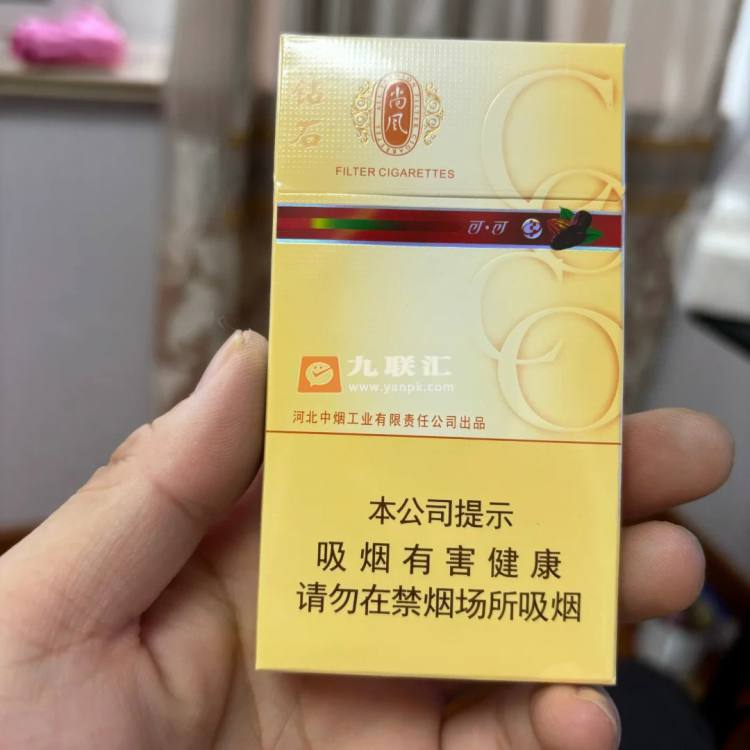 钻石
尚风
FILTER CIGARETTES
COCO
可·可
九联汇
www.yanpk.com
河北中烟工业有限责任公司出品
本公司提示
吸烟有害健康
请勿在禁烟场所吸烟